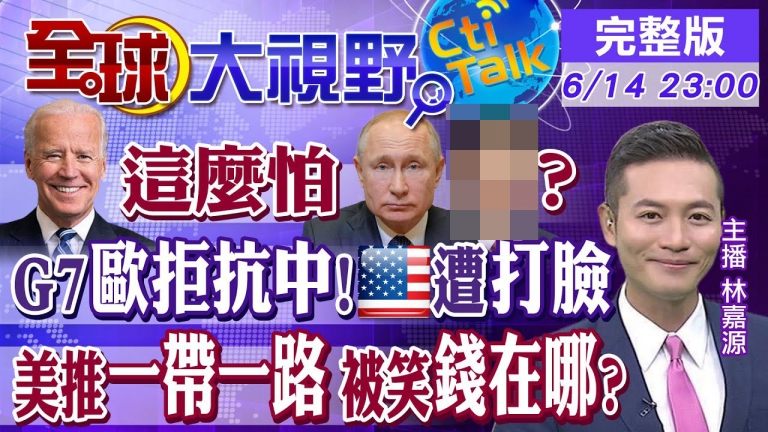 全球大視野
Cti Talk
完整版
6/14 23:00
這麼怕?
G7歐拒抗中!遭打臉
美推一帶一路 被笑錢在哪?
主播 林嘉源